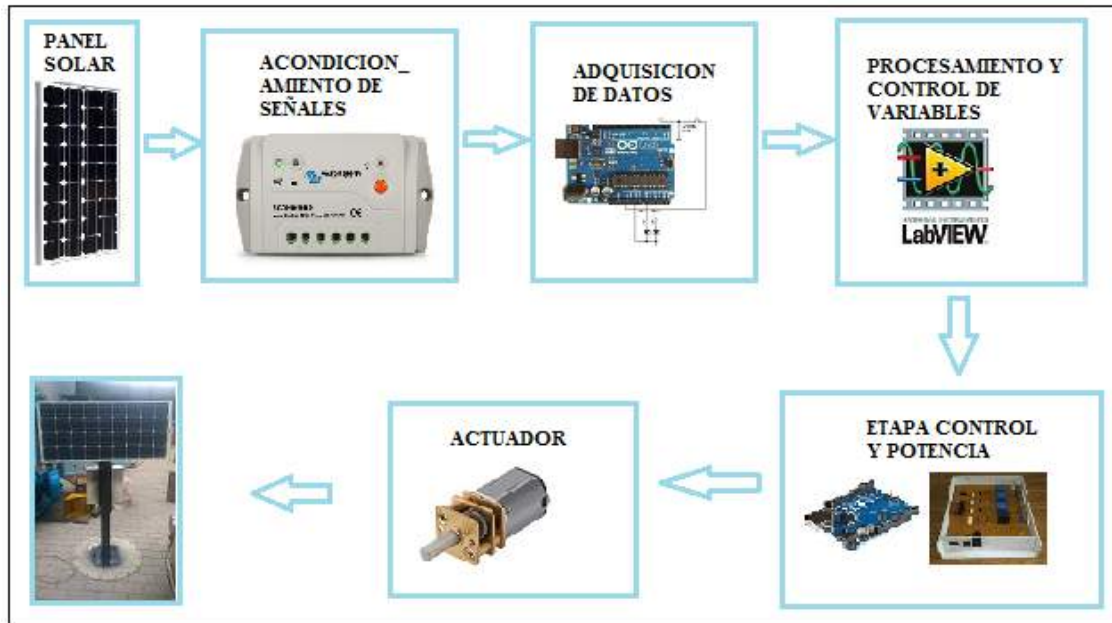 PANEL
SOLAR
ACONDICION_
AMIENTO DE
SEÑALES
ADQUISICION
DE DATOS
PROCESAMIENTO Y
CONTROL DE
VARIABLES
LabVIEW
ETAPA CONTROL
Y POTENCIA
ACTUADOR